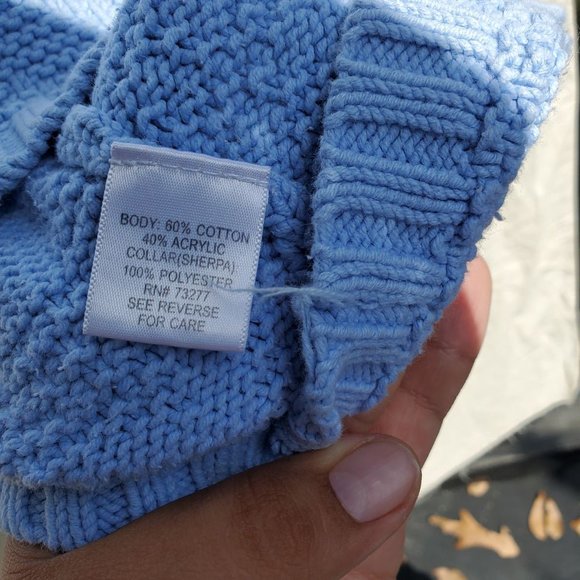 BODY: 60% COTTON
40% ACRYLIC
COLLAR(SHERPA)
100% POLYESTER
RN# 73277
SEE REVERSE
FOR CARE